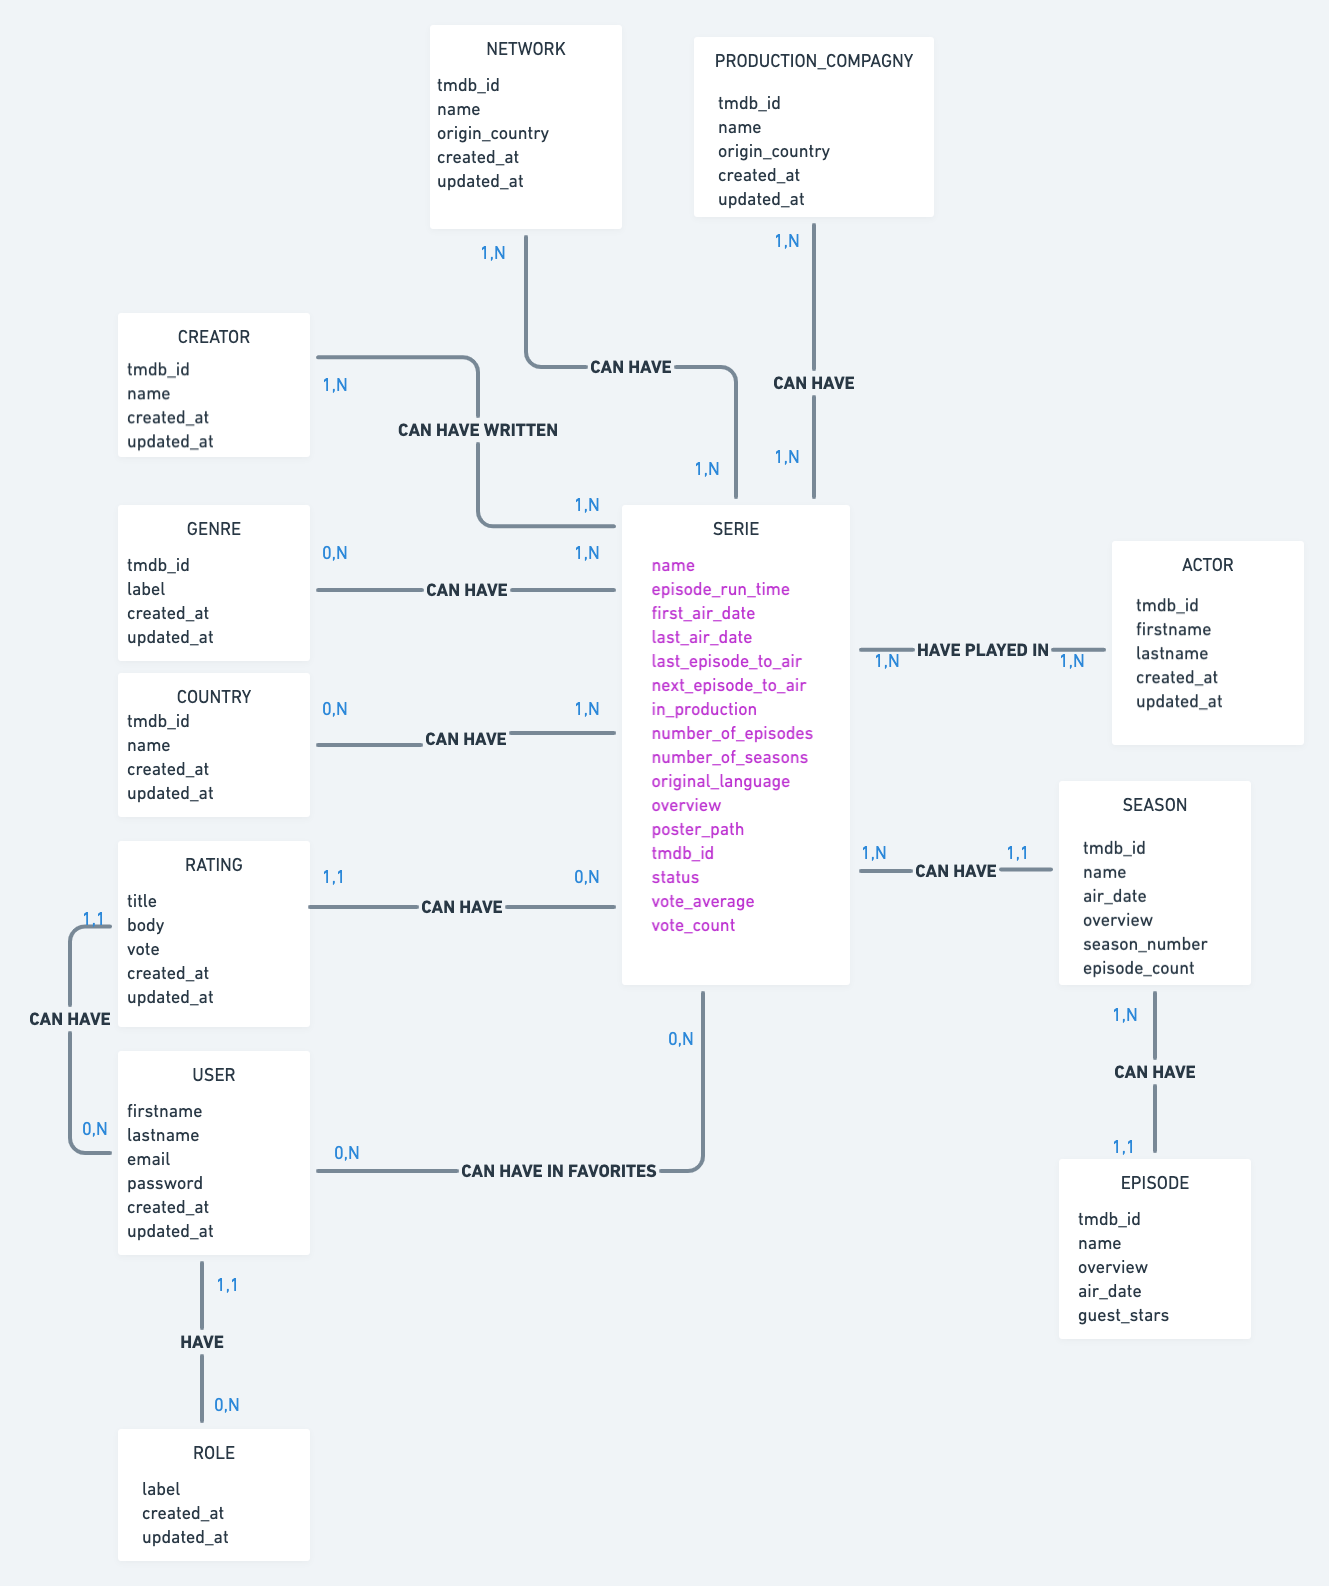 NETWORK
tmdb_id
name
origin_country
created_at
updated_at
1,N
PRODUCTION_COMPAGNY
tmdb_id
name
origin_country
created_at
updated_at
1,N
CREATOR
tmdb_id
name
created_at
updated_at
1,N
CAN HAVE
CAN HAVE
CAN HAVE WRITTEN
1,N
1,N
1,N
GENRE
tmdb_id
label
created_at
updated_at
0,N
CAN HAVE
1,N
COUNTRY
tmdb_id
name
created_at
updated_at
0,N
CAN HAVE
1,N
SERIE
name
episode_run_time
first_air_date
last_air_date
last_episode_to_air
next_episode_to_air
in_production
number_of_episodes
number_of_seasons
original_language
overview
poster_path
tmdb_id
status
vote_average
vote_count
1,N
HAVE PLAYED IN
1,N
ACTOR
tmdb_id
firstname
lastname
created_at
updated_at
RATING
title
body
vote
created_at
updated_at
1,1
CAN HAVE
0,N
1,1
CAN HAVE
0,N
1,N
CAN HAVE
1,1
SEASON
tmdb_id
name
air_date
overview
season_number
episode_count
1,N
CAN HAVE
1,1
USER
firstname
lastname
email
password
created_at
updated_at
0,N
CAN HAVE IN FAVORITES
0,N
EPISODE
tmdb_id
name
overview
air_date
guest_stars
1,1
HAVE
0,N
ROLE
label
created_at
updated_at